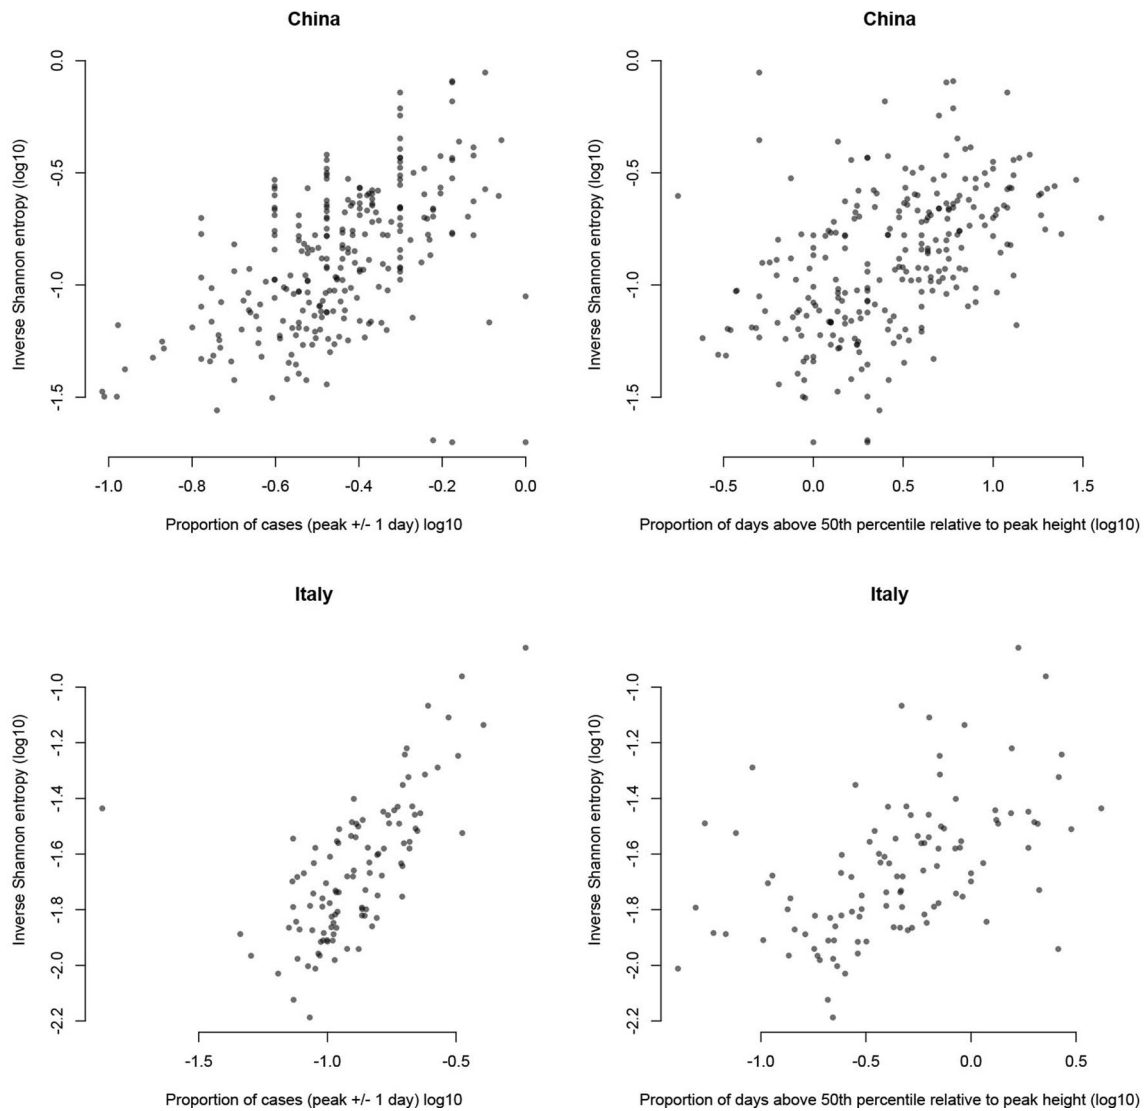 China
China
Inverse Shannon entropy (log10)
0.0
-0.5
-1.0
-1.5
-1.0 -0.8 -0.6 -0.4 -0.2 0.0
Proportion of cases (peak +/- 1 day) log10
Inverse Shannon entropy (log10)
0.0
-0.5
-1.0
-1.5
-0.5 0.0 0.5 1.0 1.5
Proportion of days above 50th percentile relative to peak height (log10)
Italy
Italy
Inverse Shannon entropy (log10)
-1.0
-1.2
-1.4
-1.6
-1.8
-2.0
-2.2
-1.5 -1.0 -0.5
Proportion of cases (peak +/- 1 day) log10
Inverse Shannon entropy (log10)
-1.0
-1.2
-1.4
-1.6
-1.8
-2.0
-2.2
-1.0 -0.5 0.0 0.5
Proportion of days above 50th percentile relative to peak height (log10)